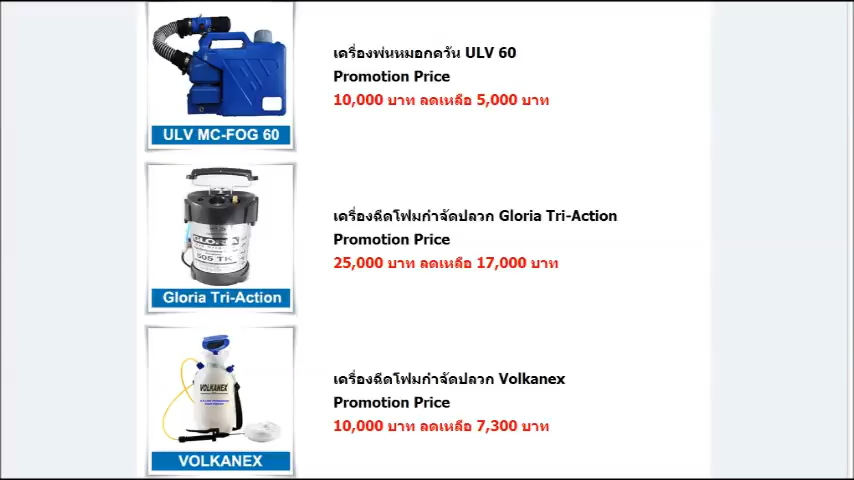 ULV MC-FOG 60
เครื่องพ่นหมอกควัน ULV 60
Promotion Price
10,000 บาท ลดเหลือ 5,000 บาท
GLORIA
505 TK
Gloria Tri-Action
เครื่องฉีดโฟมกำจัดปลวก Gloria Tri-Action
Promotion Price
25,000 บาท ลดเหลือ 17,000 บาท
VOLKANEX
VOLKANEX
เครื่องฉีดโฟมกำจัดปลวก Volkanex
Promotion Price
10,000 บาท ลดเหลือ 7,300 บาท